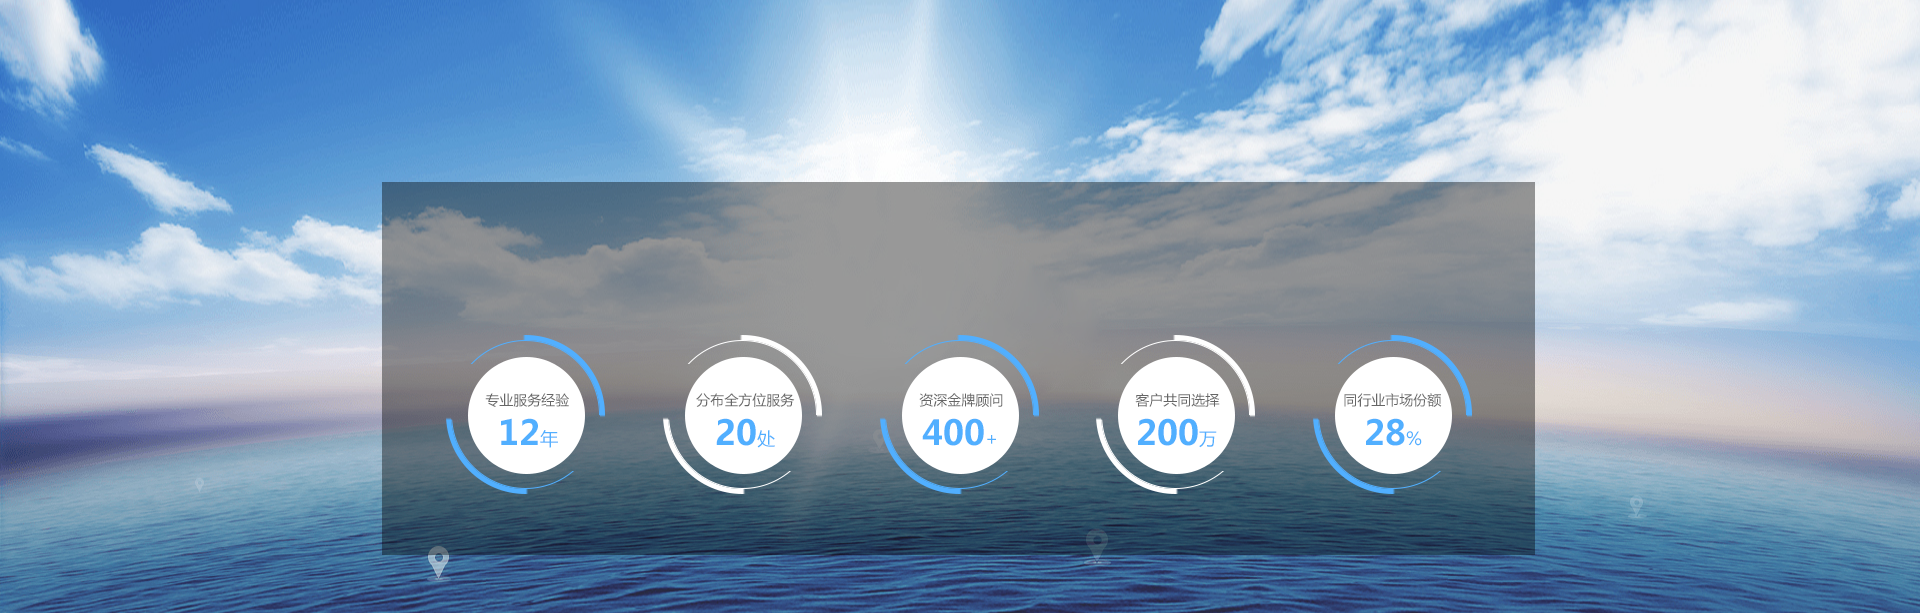 专业服务经验
12年
分布全方位服务
20处
资深金牌顾问
400+
客户共同选择
200万
同行业市场份额
28%